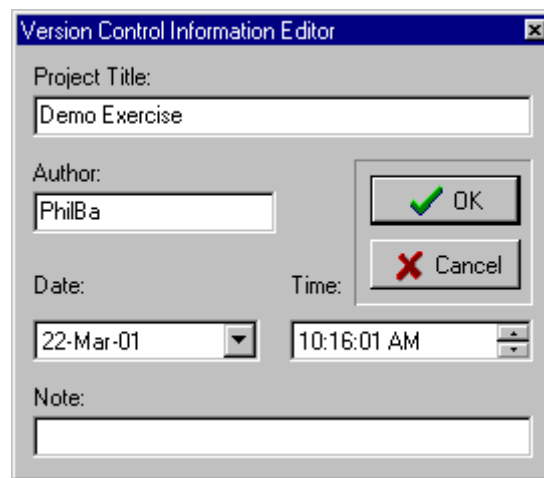 Version Control Information Editor
Project Title:
Demo Exercise
Author:
PhilBa
OK
Cancel
Date:
Time:
22-Mar-01
10:16:01 AM
Note: